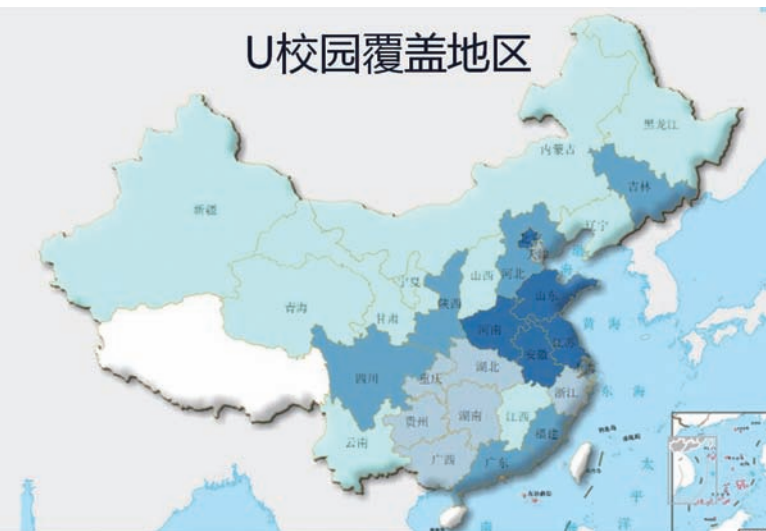 U校园覆盖地区
黑龙江
内蒙古
吉林
新疆
辽宁
天津
宁夏
山西
河北
渤海
青海
陕西
山东
甘肃
河南
黄海
江苏
安徽
四川
重庆
湖北
浙江
东海
贵州
湖南
江西
福建
云南
广西
广东
太平洋
南